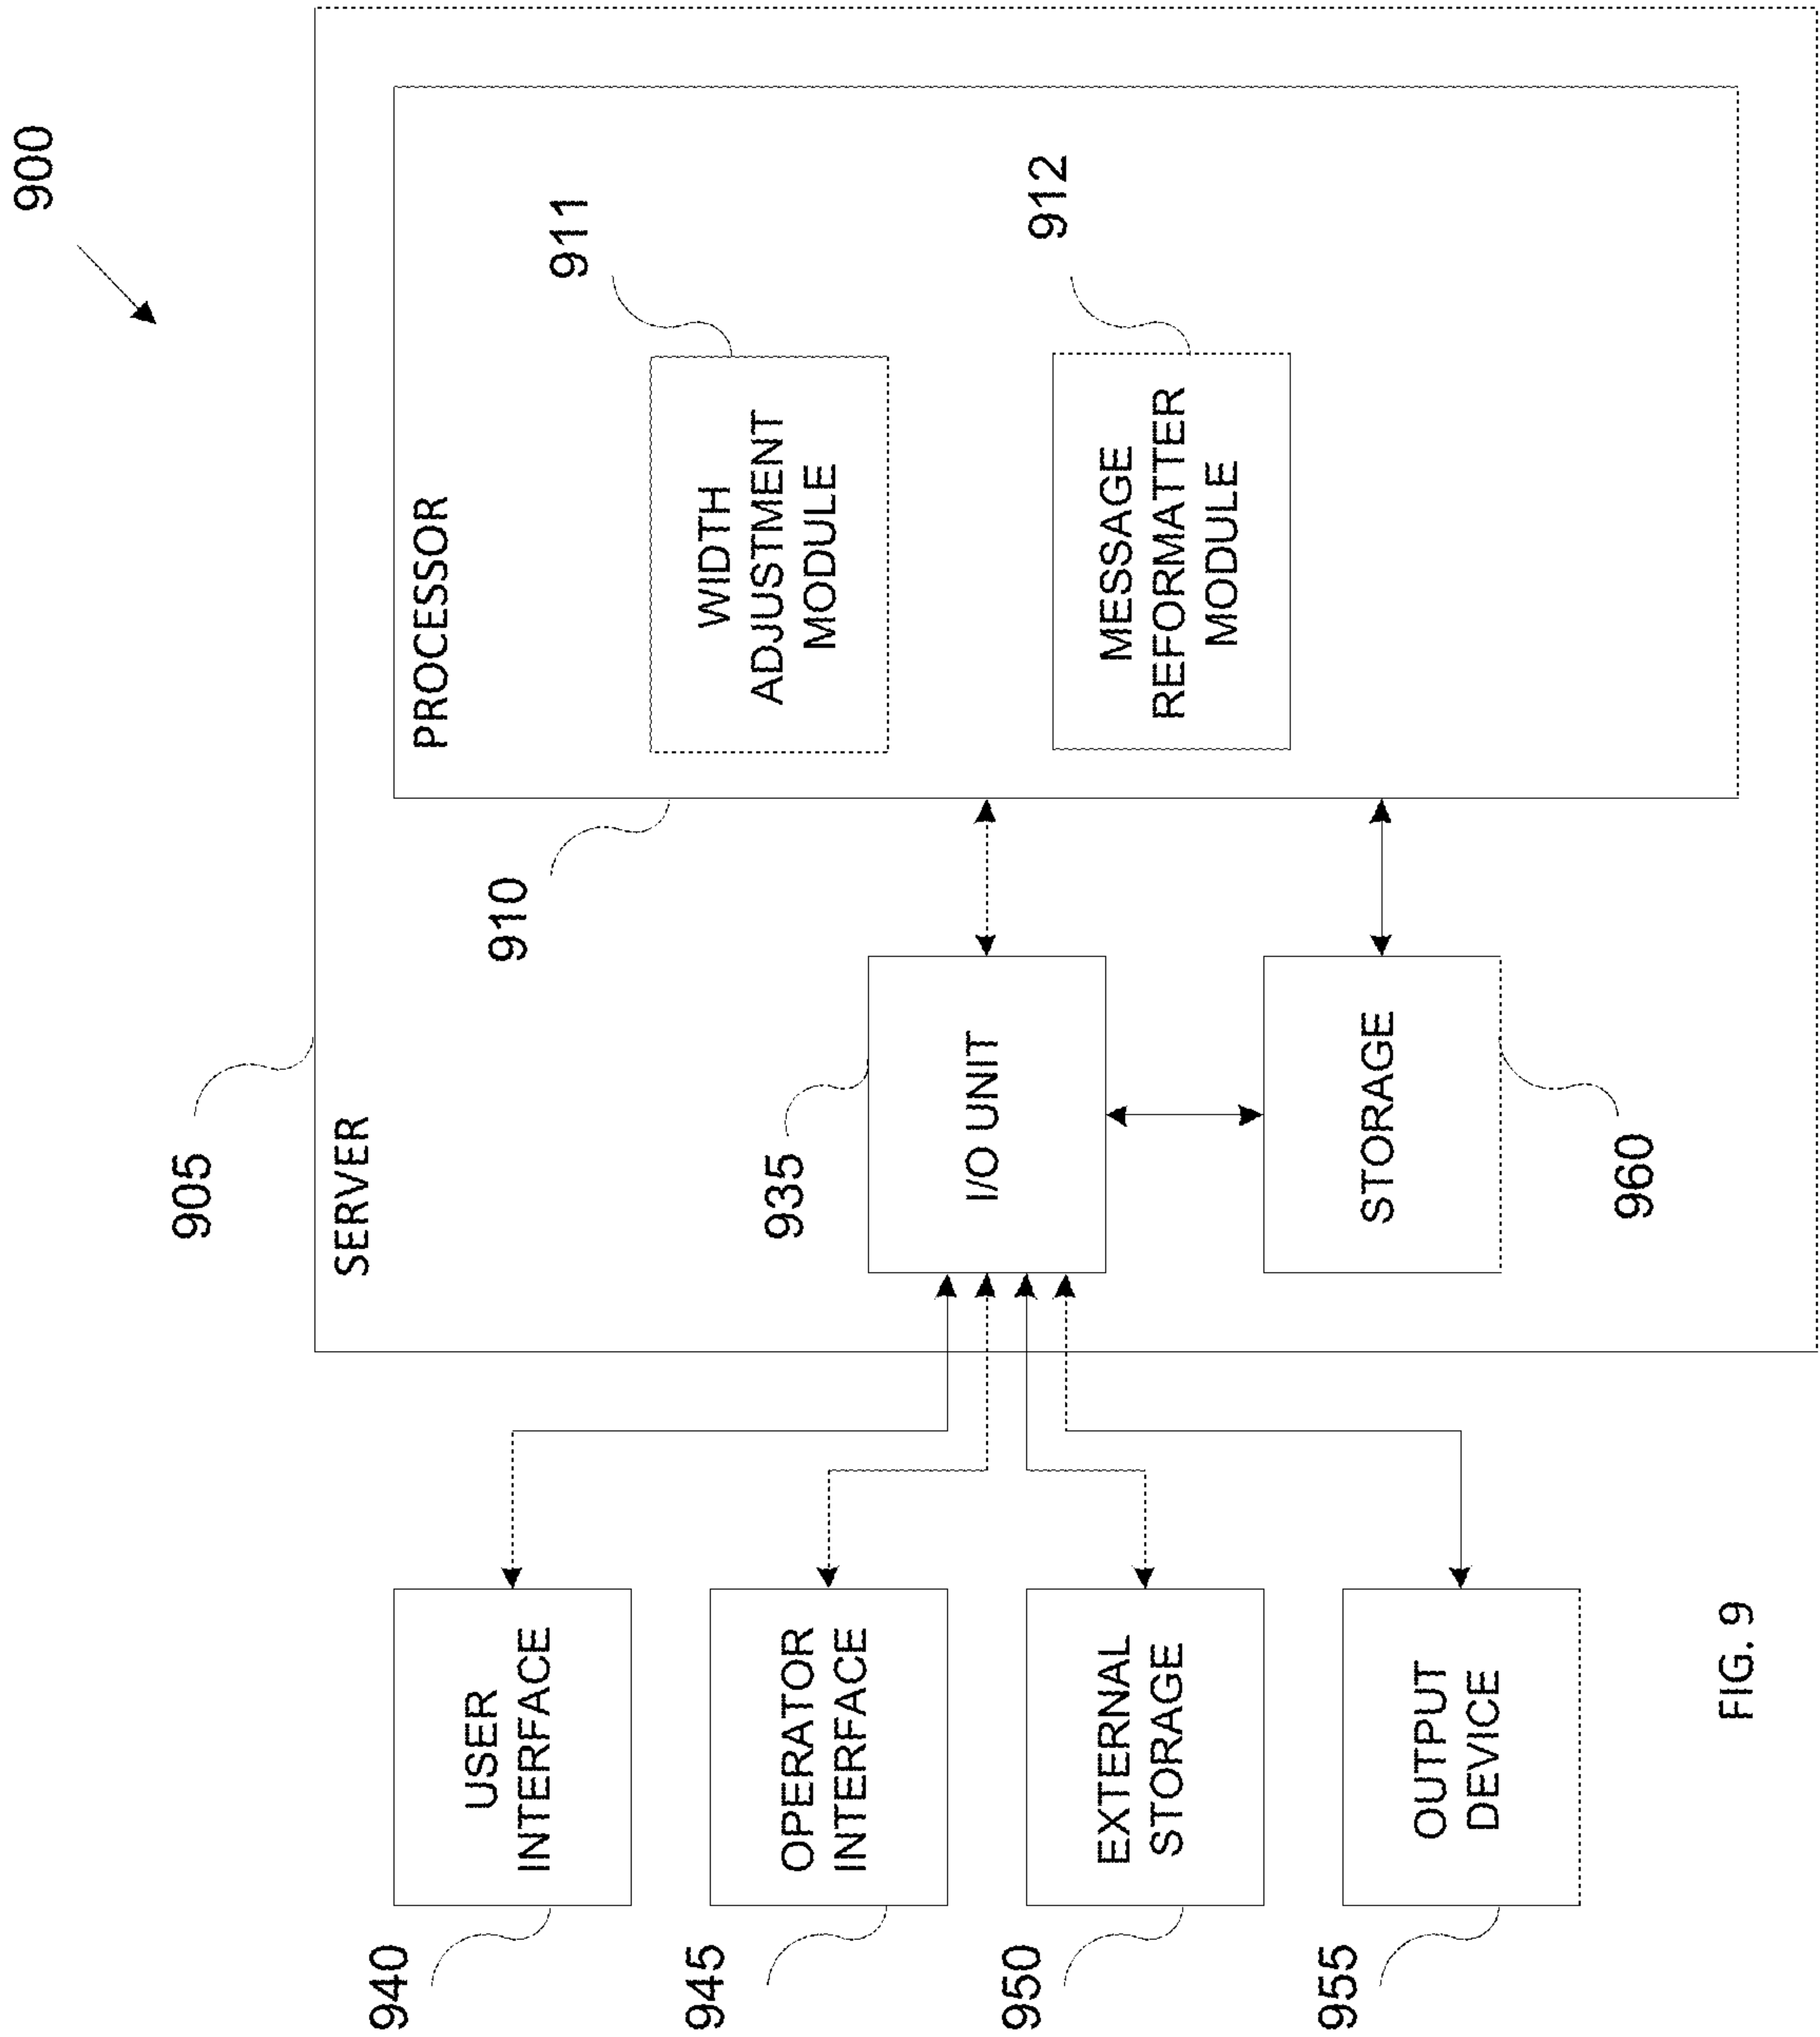 900
905
SERVER
910
PROCESSOR
911
WIDTH
ADJUSTMENT
MODULE
912
MESSAGE
REFORMATTER
MODULE
935
I/O UNIT
STORAGE
960
940
USER
INTERFACE
945
OPERATOR
INTERFACE
950
EXTERNAL
STORAGE
955
OUTPUT
DEVICE
FIG. 9